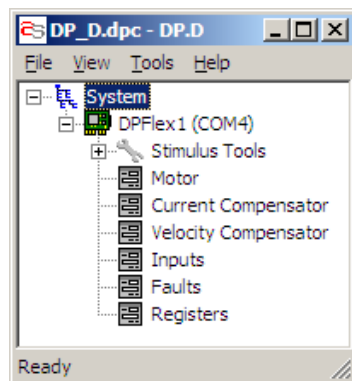 DP_D.dpc - DP.D
File View Tools Help
System
DPFlex1 (COM4)
Stimulus Tools
Motor
Current Compensator
Velocity Compensator
Inputs
Faults
Registers
Ready